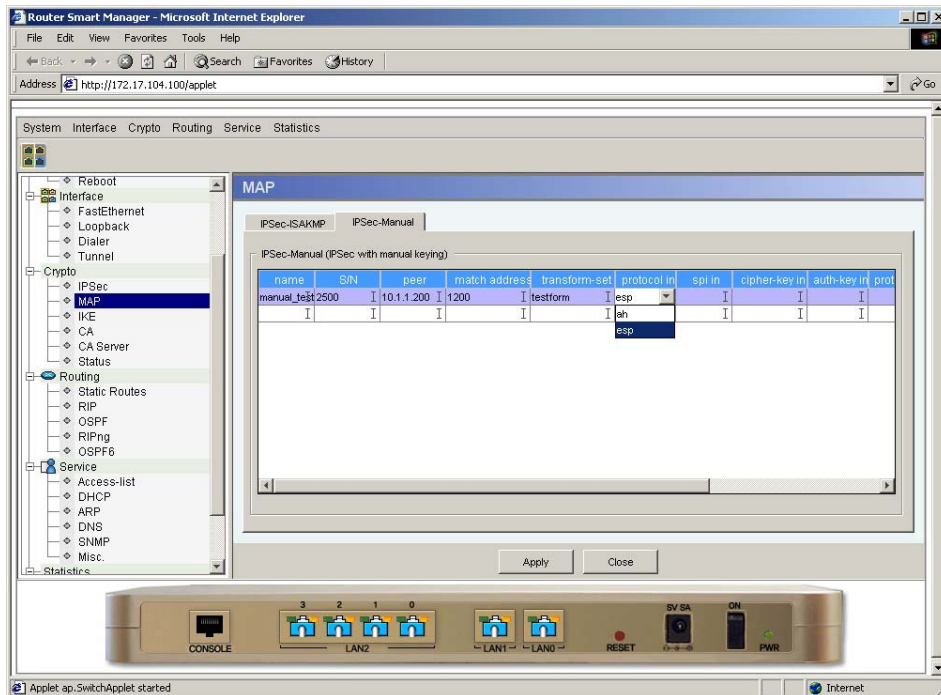 Router Smart Manager - Microsoft Internet Explorer
File Edit View Favorites Tools Help
Back Search Favorites History
Address http://172.17.104.100/applet Go
System Interface Crypto Routing Service Statistics
Reboot
Interface
FastEthernet
Loopback
Dialer
Tunnel
Crypto
IPSec
MAP
IKE
CA
CA Server
Status
Routing
Static Routes
RIP
OSPF
RIPng
OSPF6
Service
Access-list
DHCP
ARP
DNS
SNMP
Misc.
Statistics
MAP
IPSec-ISAKMP IPSec-Manual
IPSec-Manual (IPSec with manual keying)
name S/N peer match address transform-set protocol in spi in cipher-key in auth-key in prot
manual_test 2500 10.1.1.200 1200 testform esp
ah
esp
Apply Close
3 2 1 0
CONSOLE LAN2 LAN1 LAN0 RESET 5V 5A ON PWR
Applet ap.SwitchApplet started Internet